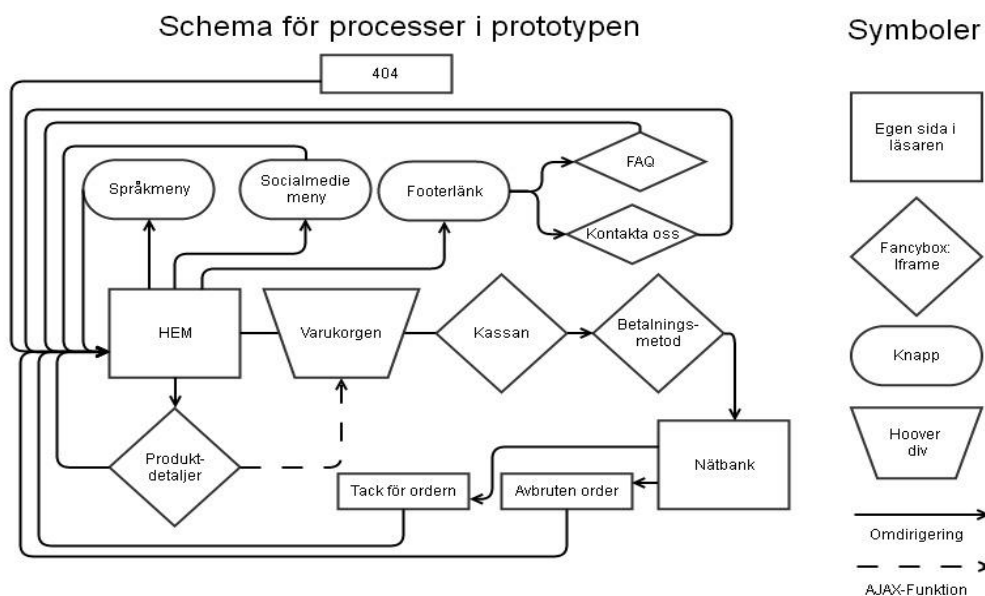 Schema för processer i prototypen
Symboler
404
Egen sida i
läsaren
FAQ
Språkmeny
Socialmedie
meny
Footerlänk
Kontakta oss
Fancybox:
Iframe
HEM
Varukorgen
Kassan
Betalnings-
metod
Knapp
Produkt-
detaljer
Nätbank
Hoover
div
Tack för ordern
Avbruten order
Omdirigering
AJAX-Funktion